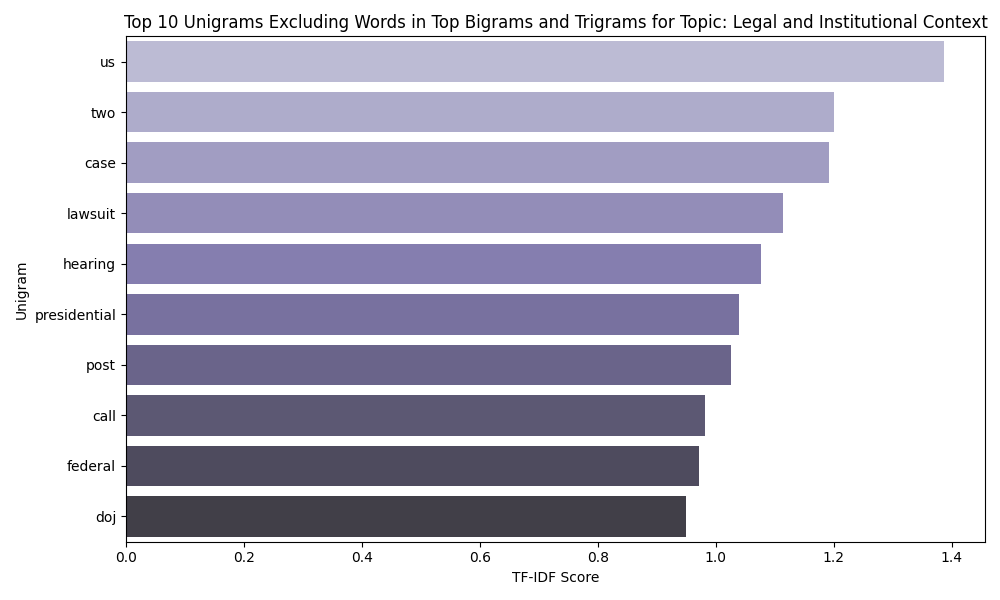 Top 10 Unigrams Excluding Words in Top Bigrams and Trigrams for Topic: Legal and Institutional Context
us
two
case
lawsuit
hearing
presidential
post
call
federal
doj
Unigram
0.0 0.2 0.4 0.6 0.8 1.0 1.2 1.4
TF-IDF Score